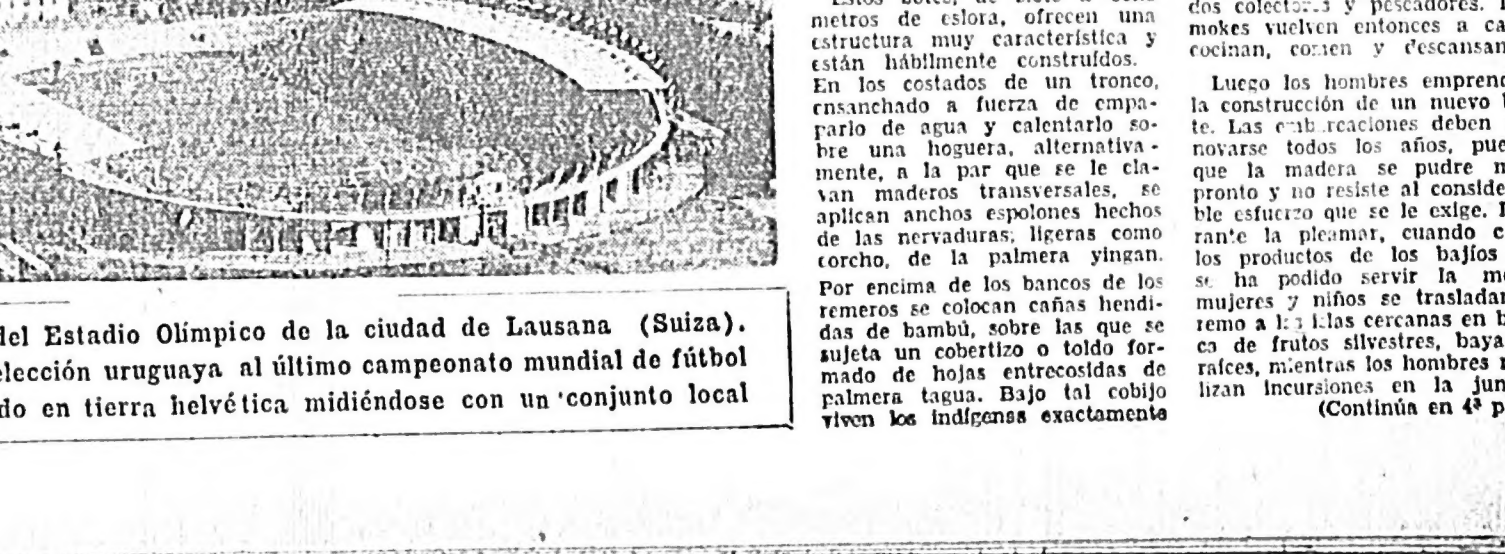 del Estadio Olímpico de la ciudad de Lausana (Suiza).
elección uruguaya al último campeonato mundial de fútbol
do en tierra helvética midiéndose con un conjunto local
metros de eslora, ofrecen una
estructura muy característica y
están hábilmente construídos.
En los costados de un tronco,
ensanchado a fuerza de empa-
parlo de agua y calentarlo so-
bre una hoguera, alternativa-
mente, a la par que se le cla-
van maderos transversales, se
aplican anchos espolones hechos
de las nervaduras; ligeras como
corcho, de la palmera yingan.
Por encima de los bancos de los
remeros se colocan cañas hendi-
das de bambú, sobre las que se
sujeta un cobertizo o toldo for-
mado de hojas entrecosidas de
palmera tagua. Bajo tal cobijo
viven los indígenas exactamente
dos colectores y pescadores.
mokes vuelven entonces a ca
cocinan, comen y descansan
Luego los hombres emprend
la construcción de un nuevo
te. Las embarcaciones deben
novarse todos los años, pue
que la madera se pudre m
pronto y no resiste al conside
ble esfuerzo que se le exige.
rante la pleamar, cuando
los productos de los bajíos
se ha podido servir la me
mujeres y niños se trasladan
remo a las islas cercanas en b
ca de frutos silvestres, baya
raíces, mientras los hombres
lizan incursiones en la jun
(Continúa en 4ª p